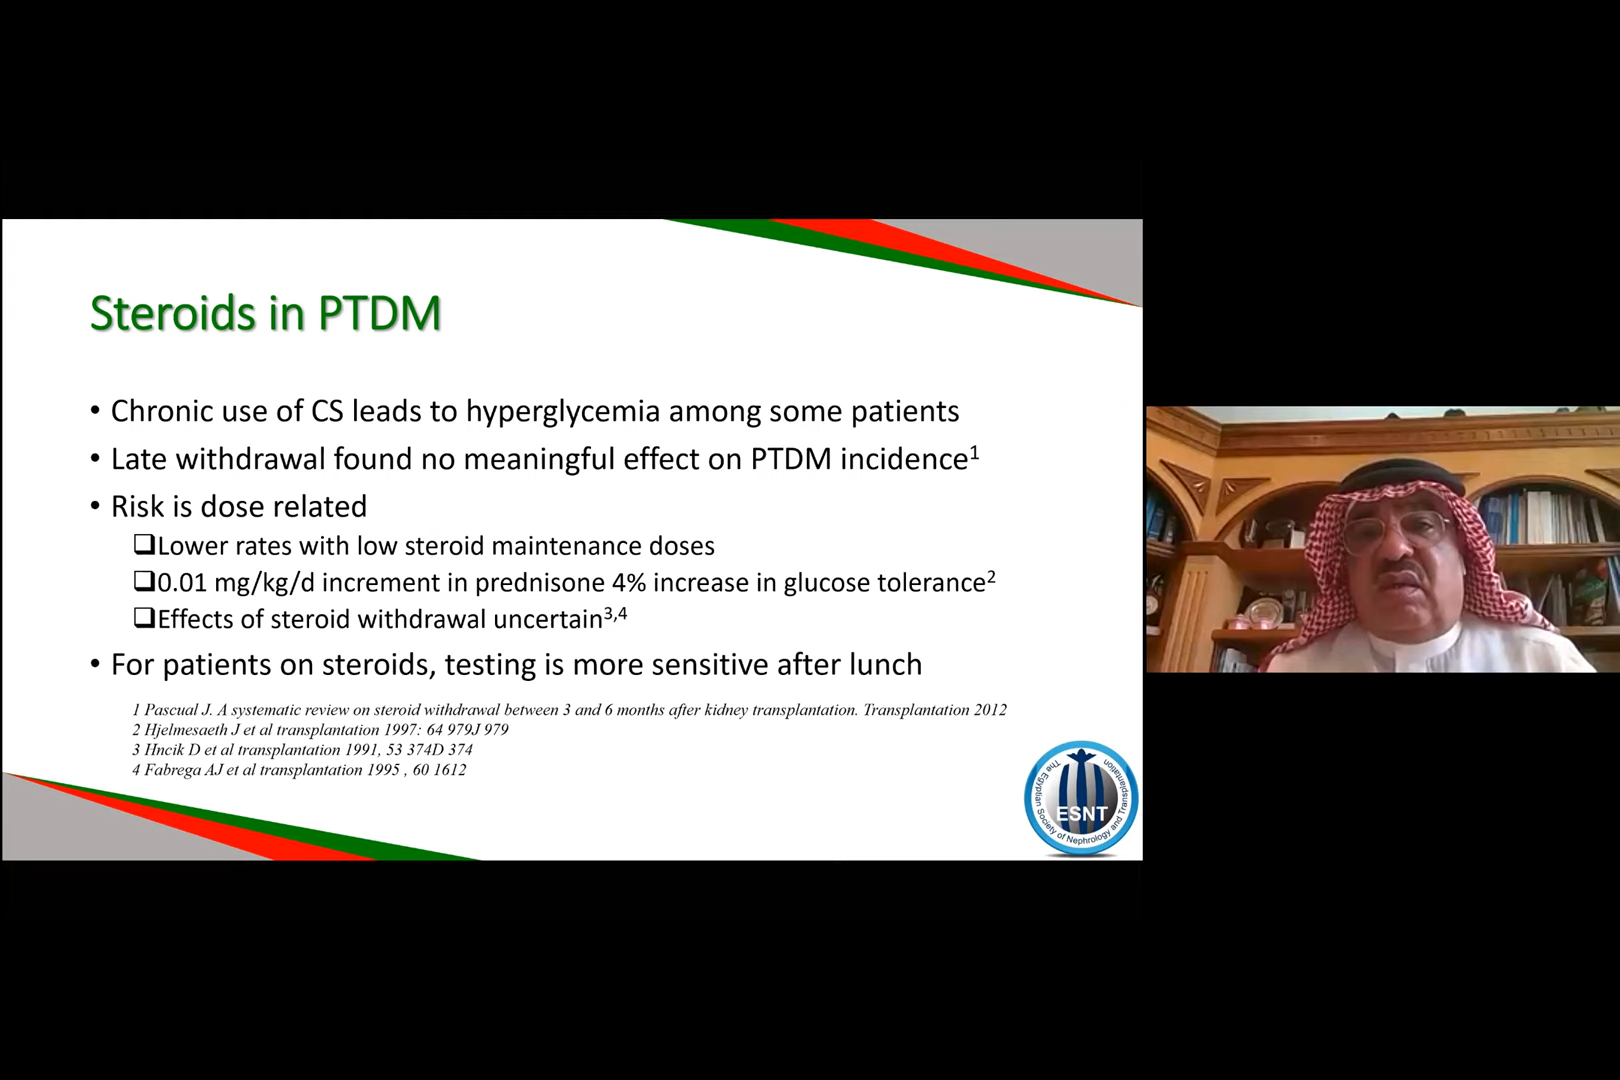 Steroids in PTDM
• Chronic use of CS leads to hyperglycemia among some patients
• Late withdrawal found no meaningful effect on PTDM incidence1
• Risk is dose related
❑Lower rates with low steroid maintenance doses
❑0.01 mg/kg/d increment in prednisone 4% increase in glucose tolerance2
❑Effects of steroid withdrawal uncertain3,4
• For patients on steroids, testing is more sensitive after lunch
1 Pascual J. A systematic review on steroid withdrawal between 3 and 6 months after kidney transplantation. Transplantation 2012
2 Hjelmesaeth J et al transplantation 1997: 64 979J 979
3 Hncik D et al transplantation 1991, 53 374D 374
4 Fabrega AJ et al transplantation 1995 , 60 1612
The Egyptian Society of Nephrology and Transplantation
ESNT